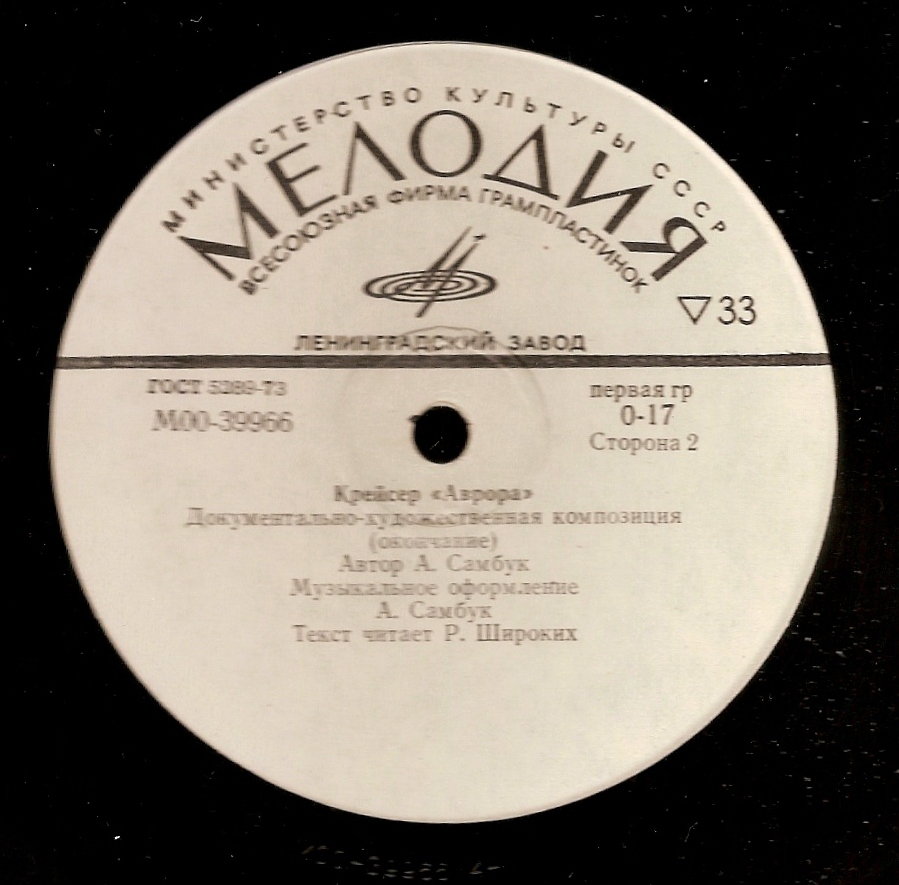 МИНИСТЕРСТВО КУЛЬТУРЫ СССР
МЕЛОДИЯ
ВСЕСОЮЗНАЯ ФИРМА ГРАМПЛАСТИНОК
▽33
ЛЕНИНГРАДСКИЙ ЗАВОД
ГОСТ 5289-73
первая гр
М00-39966
0-17
Сторона 2
Крейсер «Аврора»
Документально-художественная композиция
(окончание)
Автор А. Самбук
Музыкальное оформление
А. Самбук
Текст читает Р. Широких